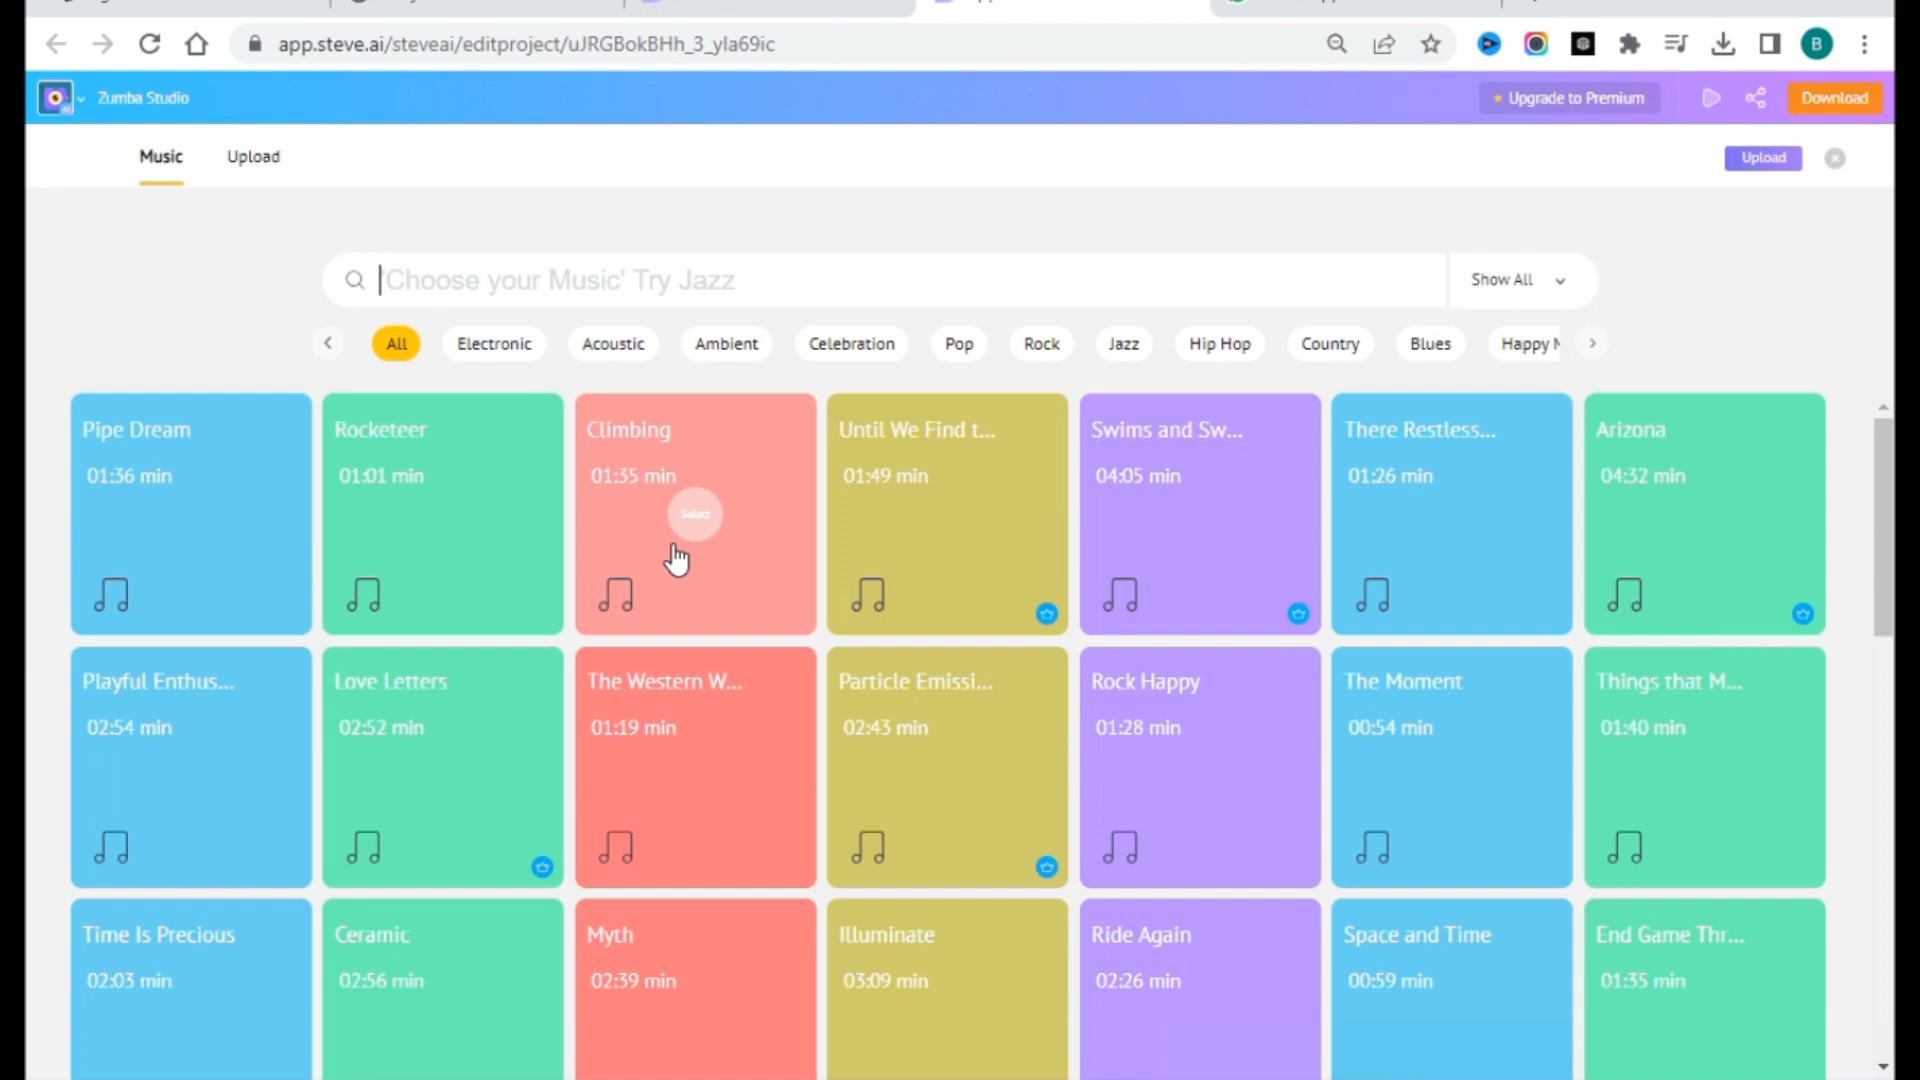 app.steve.ai/steveai/editproject/uJRGBokBHh_3_yla69ic
B
Zumba Studio
Upgrade to Premium
Download
Music
Upload
Upload
'Choose your Music' Try Jazz
Show All
All
Electronic
Acoustic
Ambient
Celebration
Pop
Rock
Jazz
Hip Hop
Country
Blues
Happy
Pipe Dream
01:36 min
Rocketeer
01:01 min
Climbing
01:35 min
Select
Until We Find t...
01:49 min
Swims and Sw...
04:05 min
There Restless...
01:26 min
Arizona
04:32 min
Playful Enthus...
02:54 min
Love Letters
02:52 min
The Western W...
01:19 min
Particle Emissi...
02:43 min
Rock Happy
01:28 min
The Moment
00:54 min
Things that M...
01:40 min
Time Is Precious
02:03 min
Ceramic
02:56 min
Myth
02:39 min
Illuminate
03:09 min
Ride Again
02:26 min
Space and Time
00:59 min
End Game Thr...
01:35 min